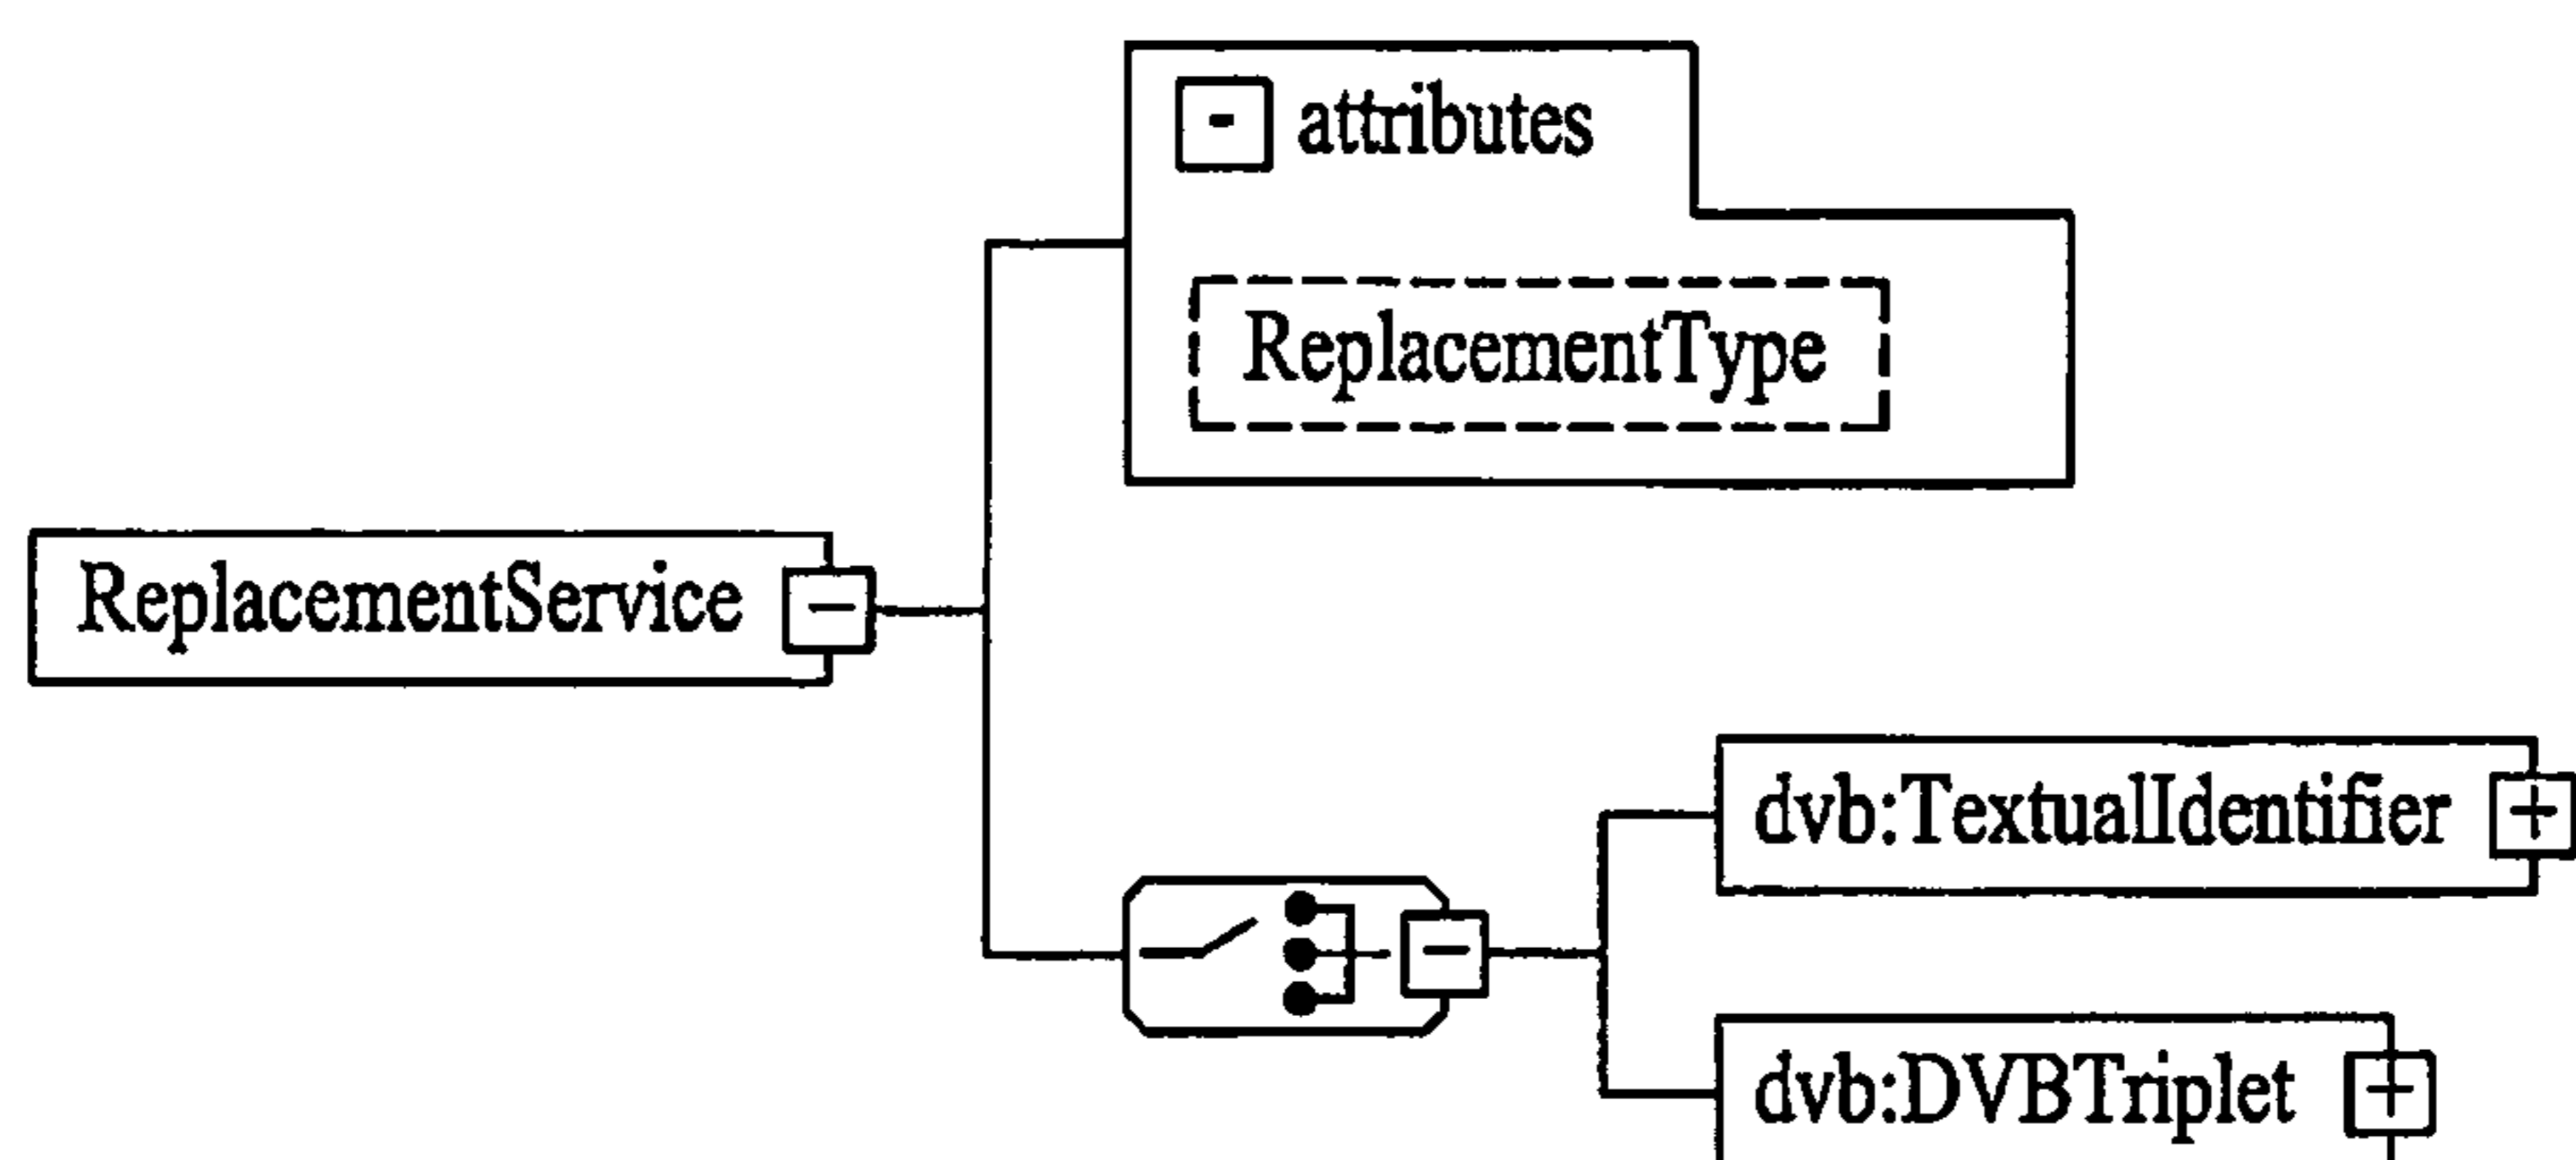 attributes
ReplacementType
ReplacementService
dvb:TextualIdentifier
dvb:DVBTriplet